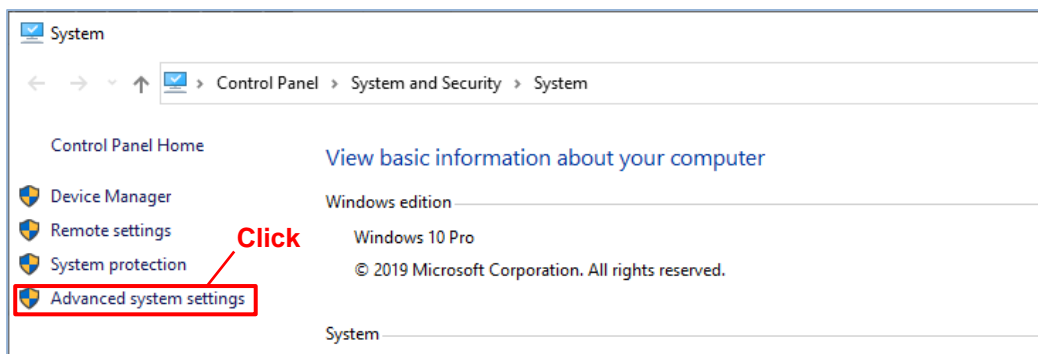 System
Control Panel > System and Security > System
Control Panel Home
Device Manager
Remote settings
System protection
Advanced system settings
Click
View basic information about your computer
Windows edition
Windows 10 Pro
© 2019 Microsoft Corporation. All rights reserved.
System